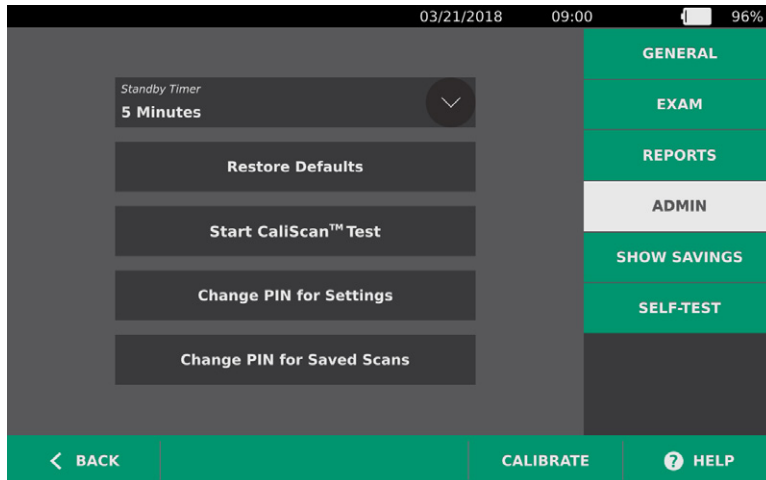 03/21/2018 09:00 96%
GENERAL
Standby Timer
5 Minutes
EXAM
Restore Defaults
REPORTS
ADMIN
Start CaliScan™ Test
SHOW SAVINGS
Change PIN for Settings
SELF-TEST
Change PIN for Saved Scans
BACK
CALIBRATE
? HELP